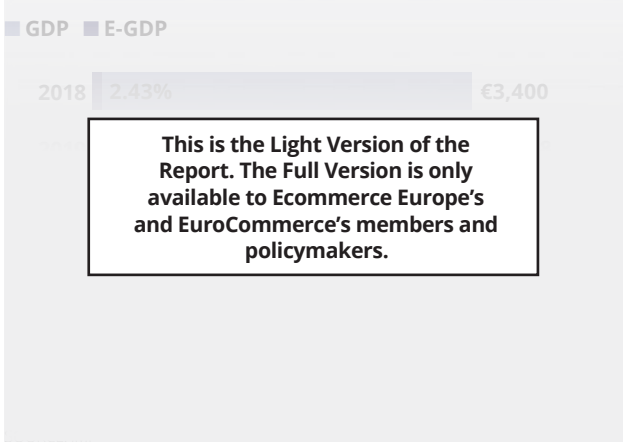 GDP E-GDP
2018 2.43% €3,400
This is the Light Version of the
Report. The Full Version is only
available to Ecommerce Europe’s
and EuroCommerce’s members and
policymakers.